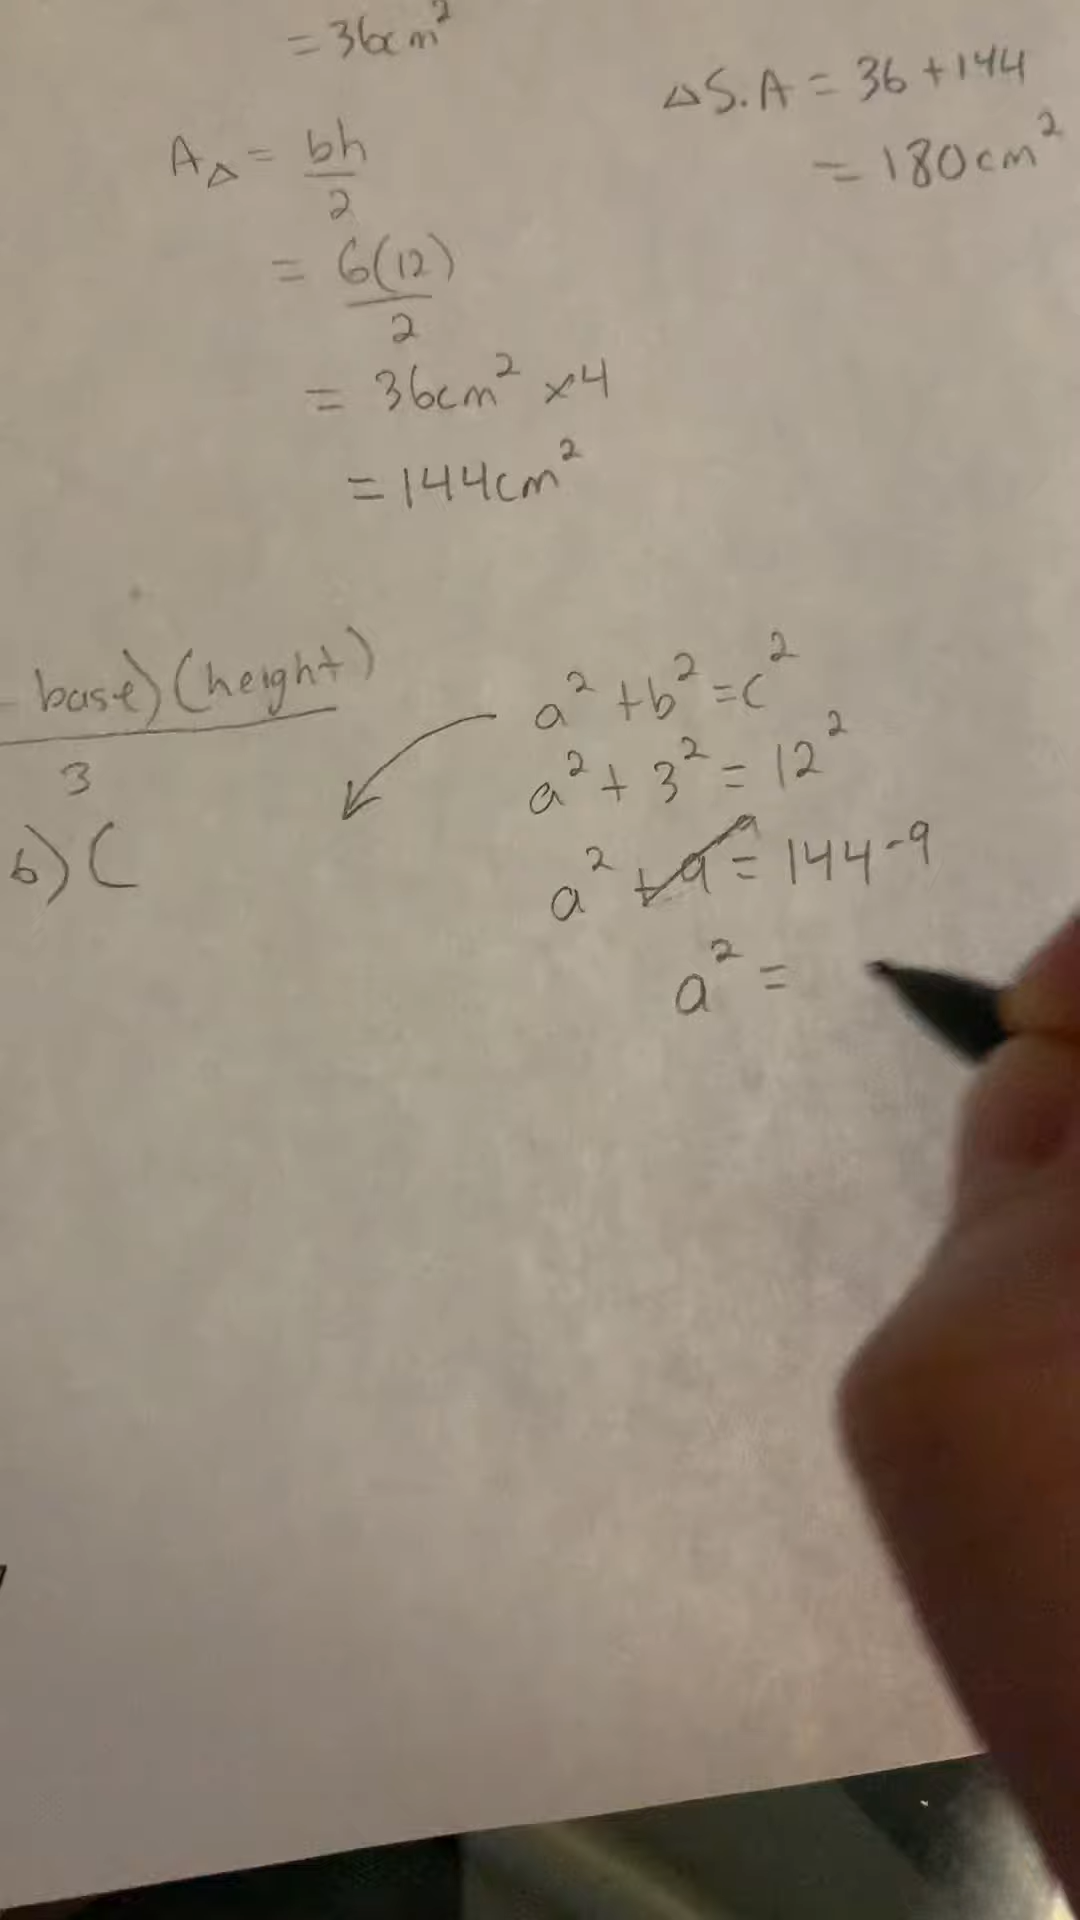 = 36cm²
△S.A = 36 + 144
= 180cm²
A△ = bh
2
= 6(12)
2
= 36cm² ×4
= 144cm²
base)(height)
3
6)(
a² + b² = c²
a² + 3² = 12²
a² + 9 = 144 - 9
a² =